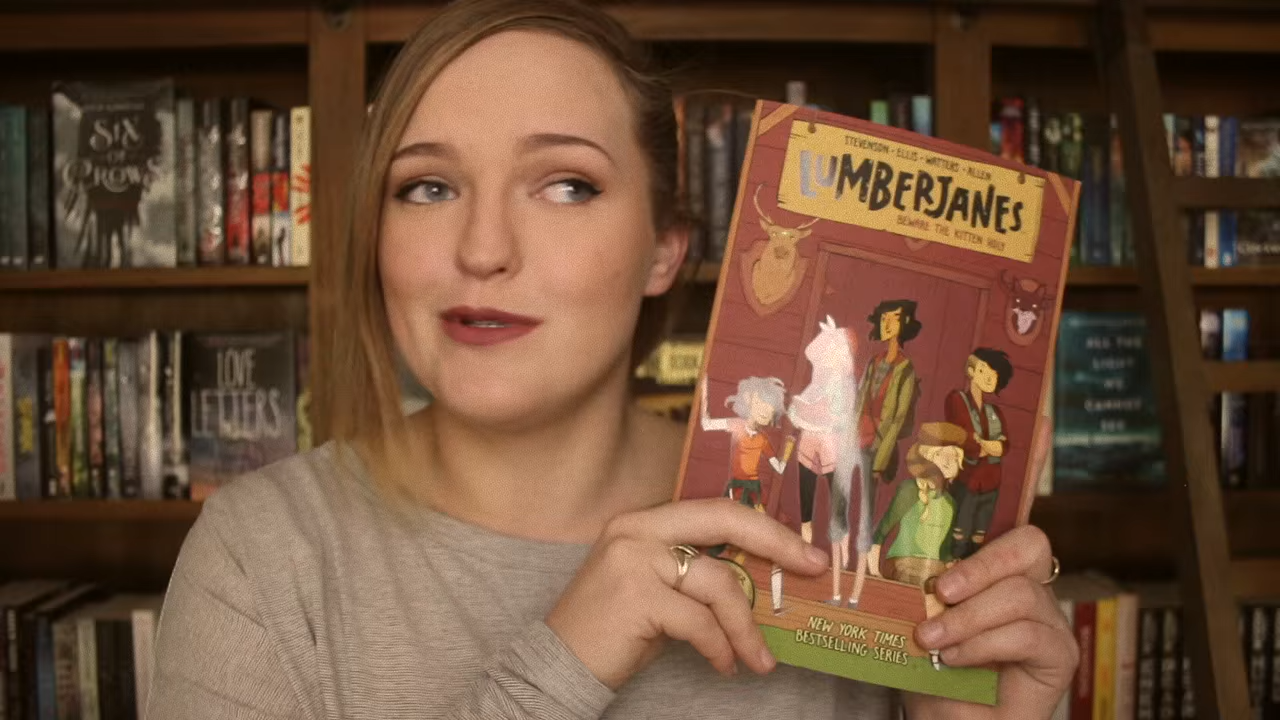 SIX
OF
CROWS
LOVE
LETTERS
STEVENSON · ELLIS · WATTERS · ALLEN
LUMBERJANES
BEWARE THE KITTEN HOLY
NEW YORK TIMES
BESTSELLING SERIES
ALL THE
LIGHT
WE
CANNOT
SEE